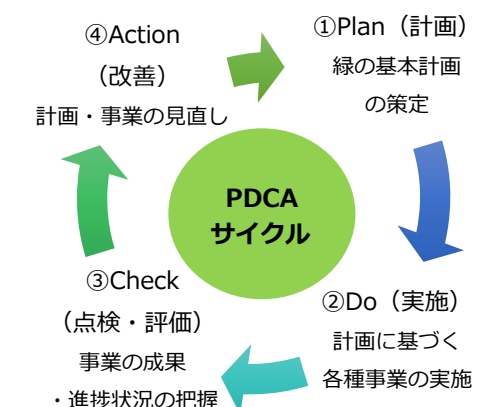 ①Plan（計画）
緑の基本計画
の策定
②Do（実施）
計画に基づく
各種事業の実施
③Check
（点検・評価）
事業の成果
・進捗状況の把握
④Action
（改善）
計画・事業の見直し
PDCA
サイクル